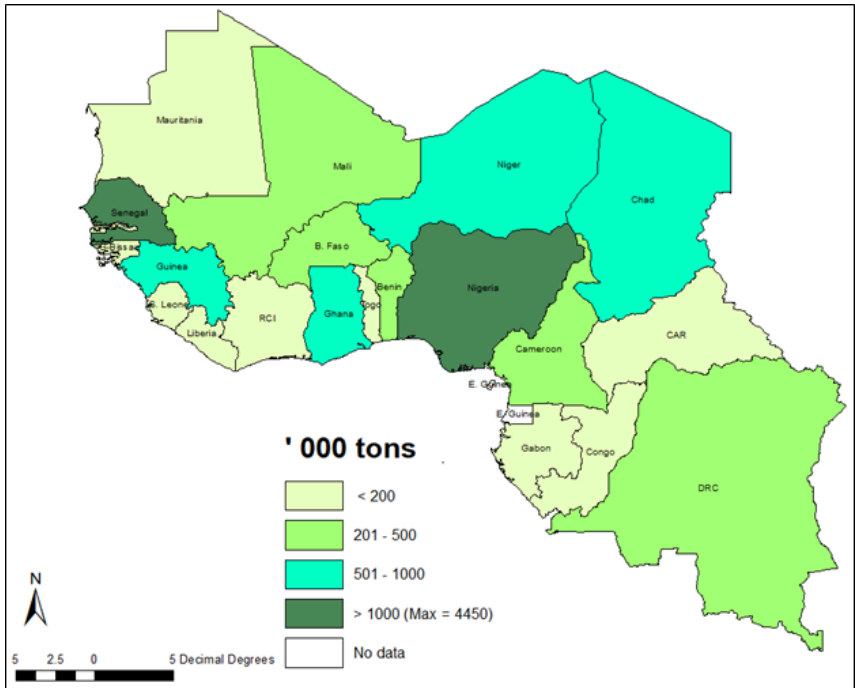 Mauritania
Mali
Niger
Chad
Senegal
G.Bissau
B. Faso
Guinea
Benin
Nigeria
S. Leone
RCI
Ghana
Togo
Liberia
CAR
Cameroon
E. Guinea
E. Guinea
Gabon
Congo
DRC
' 000 tons
< 200
201 - 500
501 - 1000
> 1000 (Max = 4450)
No data
N
5 2.5 0 5 Decimal Degrees